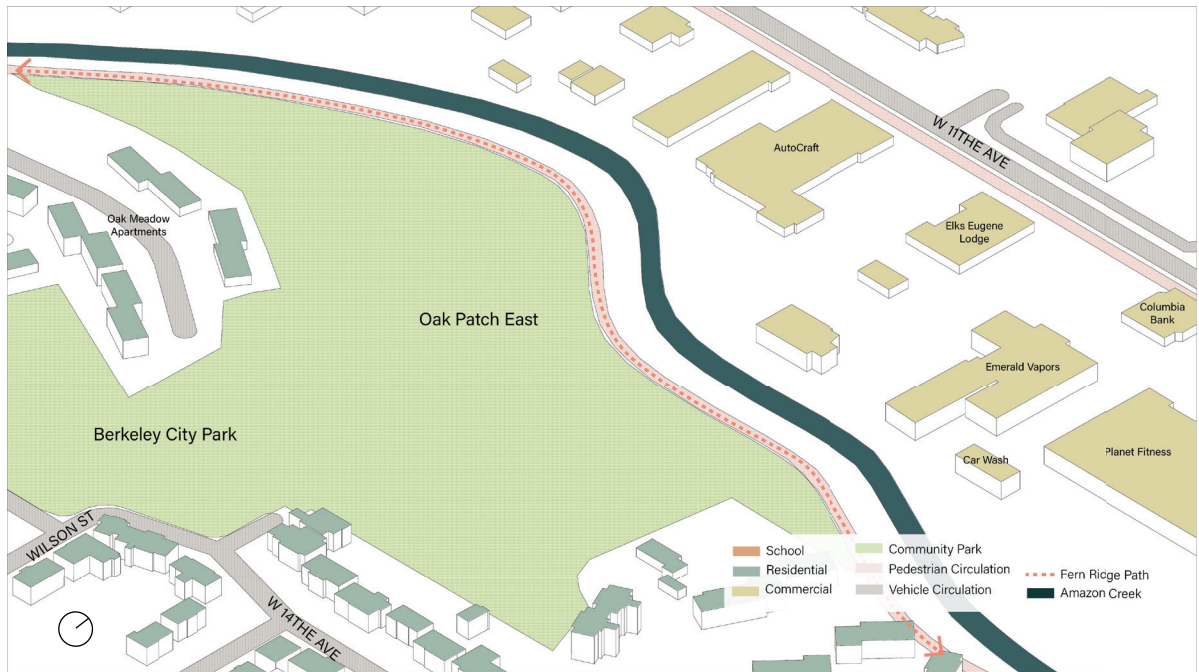 W 11THE AVE
AutoCraft
Oak Meadow
Apartments
Elks Eugene
Lodge
Columbia
Bank
Oak Patch East
Emerald Vapors
Berkeley City Park
Planet Fitness
Car Wash
WILSON ST
W 14THE AVE
School
Residential
Commercial
Community Park
Pedestrian Circulation
Vehicle Circulation
Fern Ridge Path
Amazon Creek